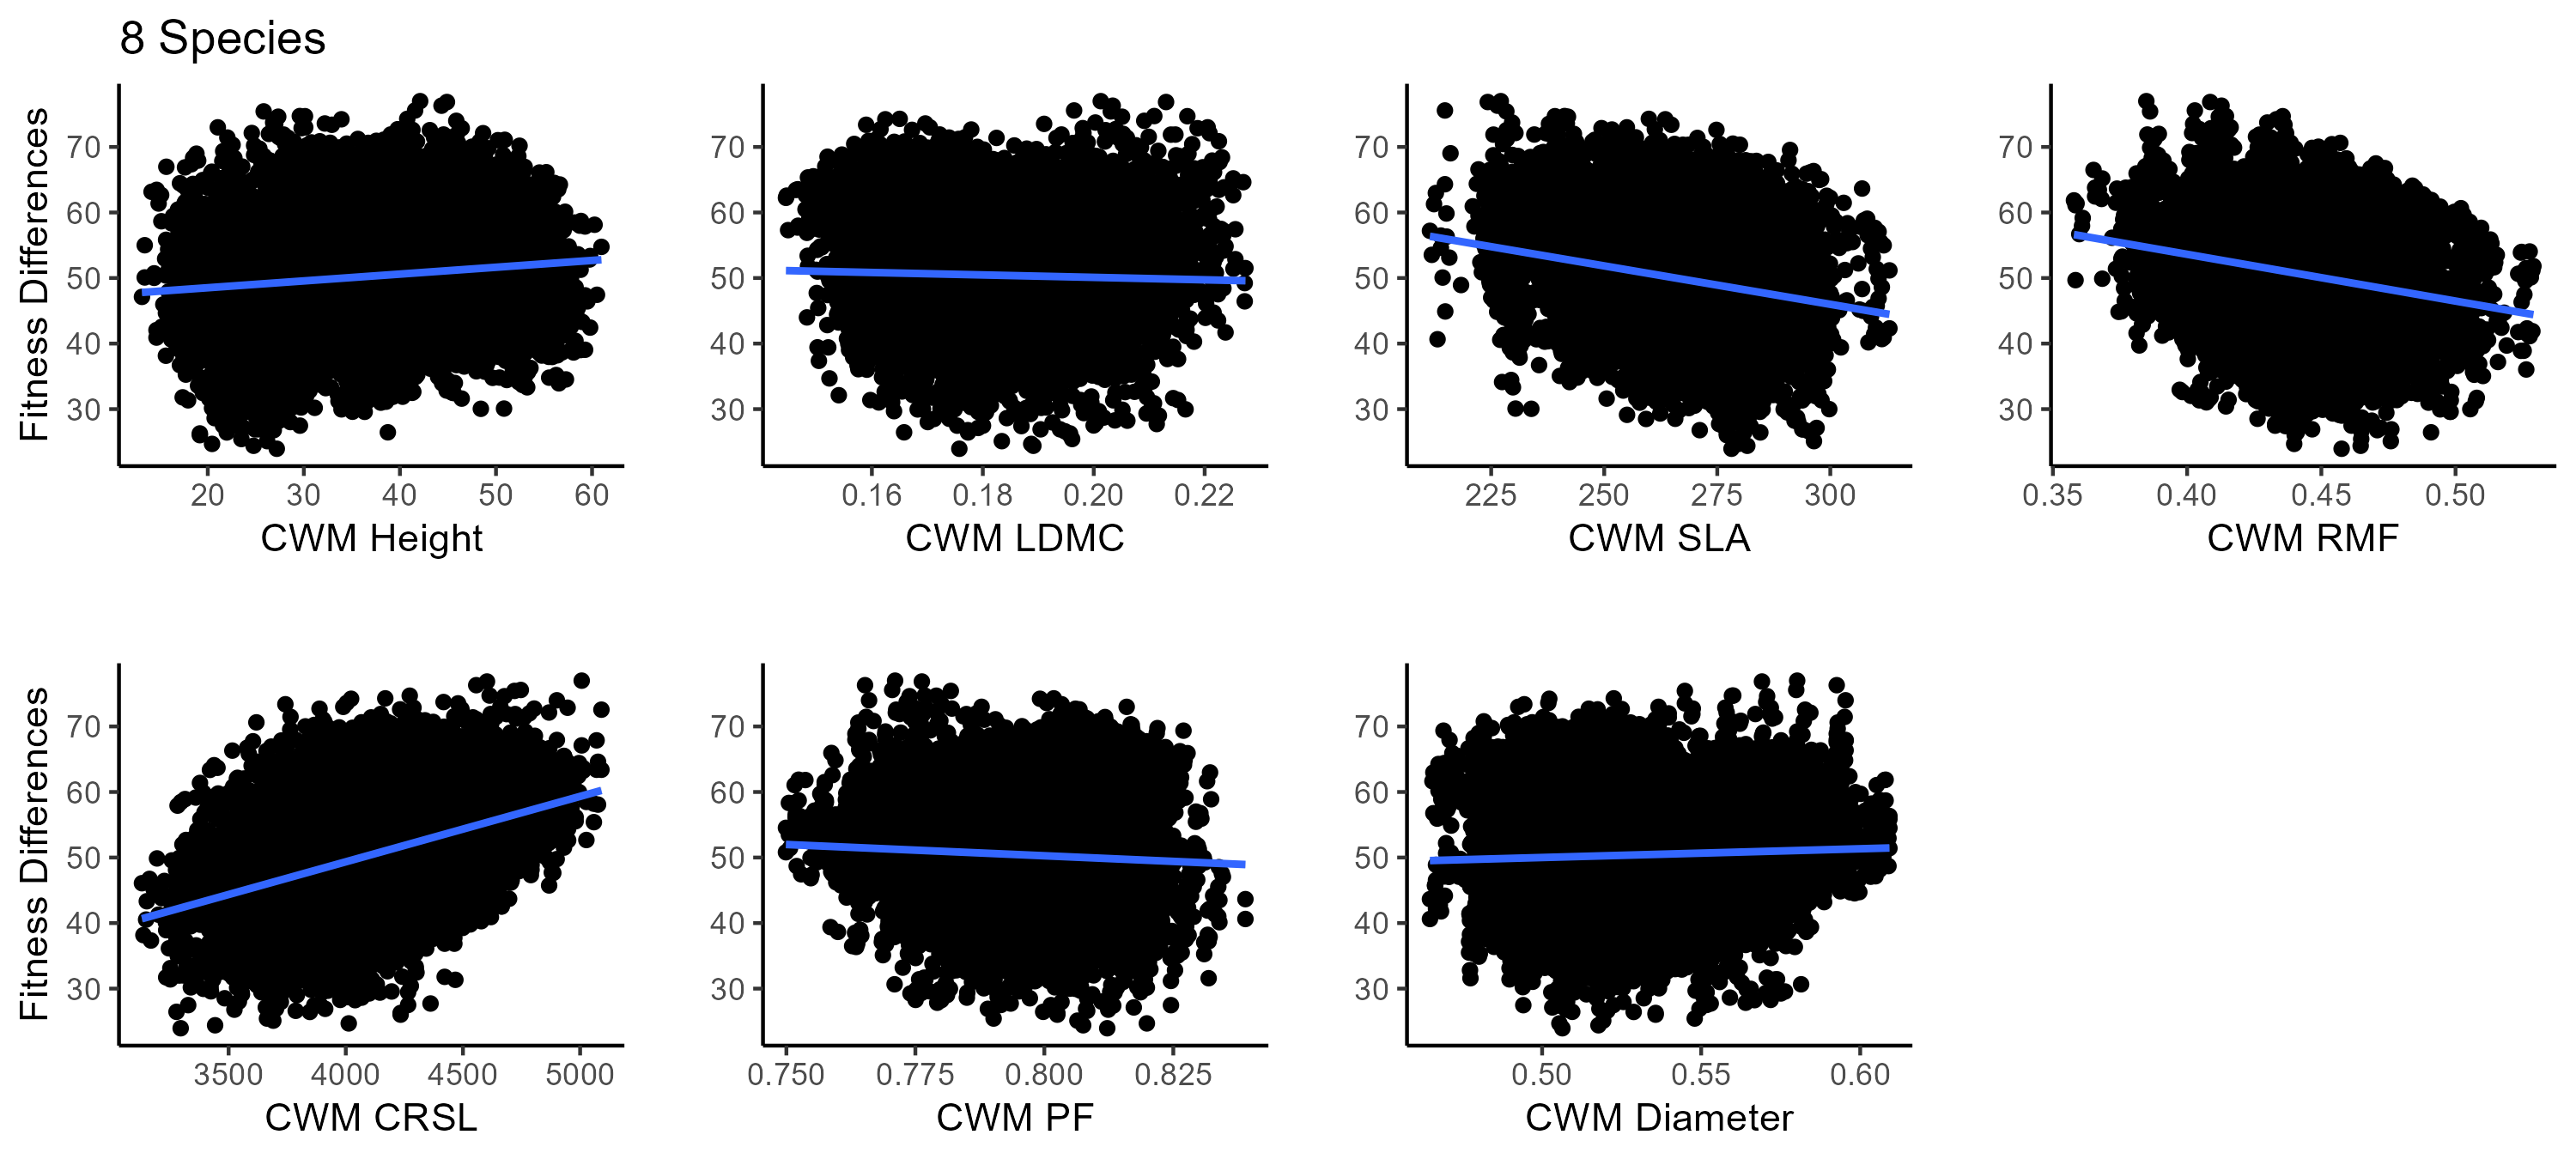 8 Species
Fitness Differences
70
60
50
40
30
20 30 40 50 60
CWM Height
70
60
50
40
30
0.16 0.18 0.20 0.22
CWM LDMC
70
60
50
40
30
225 250 275 300
CWM SLA
70
60
50
40
30
0.35 0.40 0.45 0.50
CWM RMF
Fitness Differences
70
60
50
40
30
3500 4000 4500 5000
CWM CRSL
70
60
50
40
30
0.750 0.775 0.800 0.825
CWM PF
70
60
50
40
30
0.50 0.55 0.60
CWM Diameter